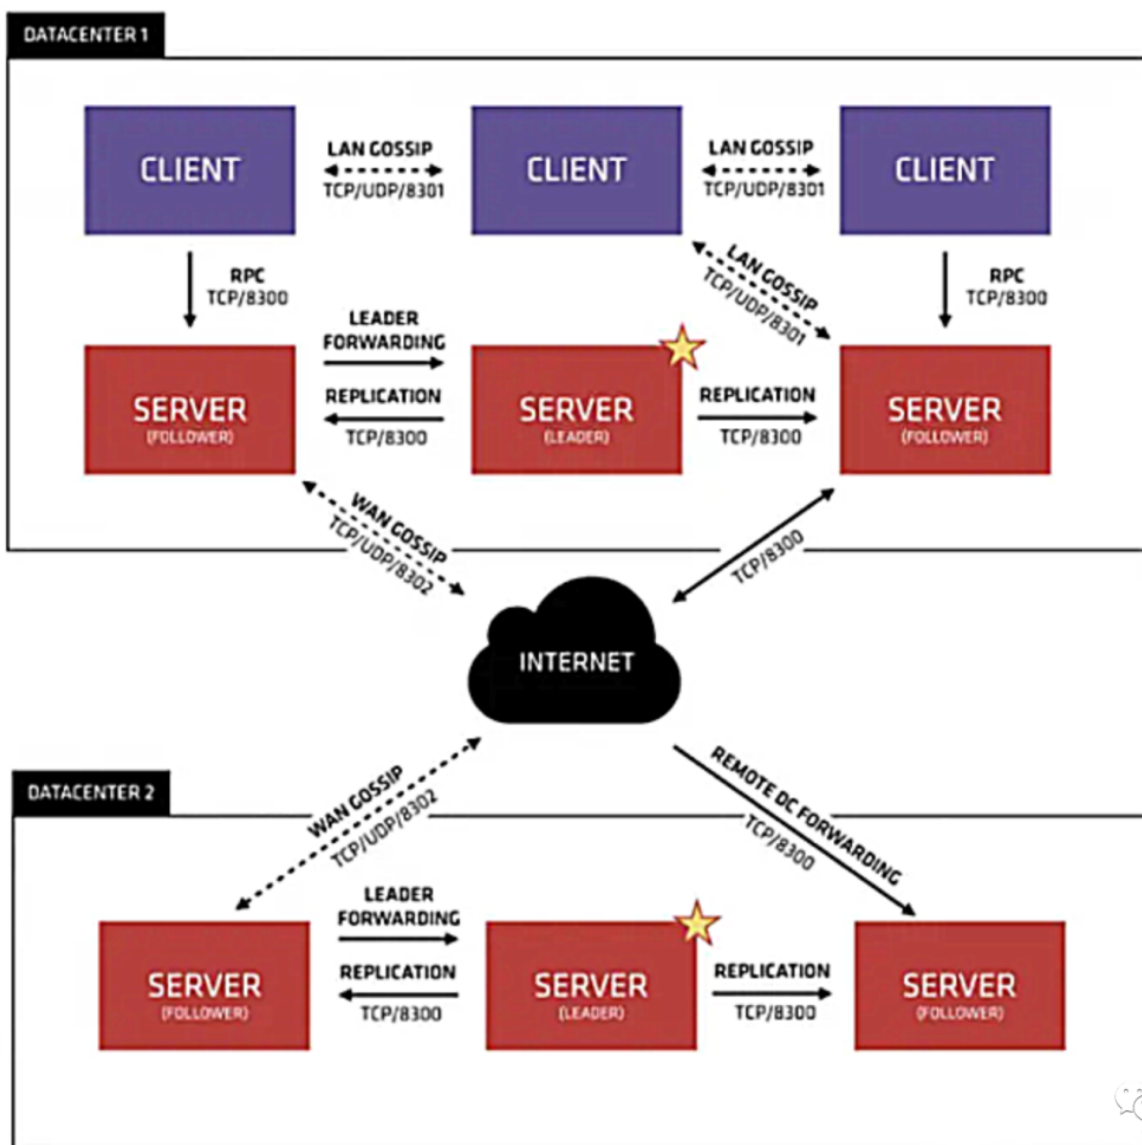 DATACENTER 1
CLIENT
LAN GOSSIP
TCP/UDP/8301
CLIENT
LAN GOSSIP
TCP/UDP/8301
CLIENT
RPC
TCP/8300
LAN GOSSIP
TCP/UDP/8301
RPC
TCP/8300
LEADER
FORWARDING
SERVER
(FOLLOWER)
REPLICATION
TCP/8300
SERVER
(LEADER)
REPLICATION
TCP/8300
SERVER
(FOLLOWER)
WAN GOSSIP
TCP/UDP/8302
TCP/8300
INTERNET
DATACENTER 2
WAN GOSSIP
TCP/UDP/8302
REMOTE DC FORWARDING
TCP/8300
LEADER
FORWARDING
SERVER
(FOLLOWER)
REPLICATION
TCP/8300
SERVER
(LEADER)
REPLICATION
TCP/8300
SERVER
(FOLLOWER)